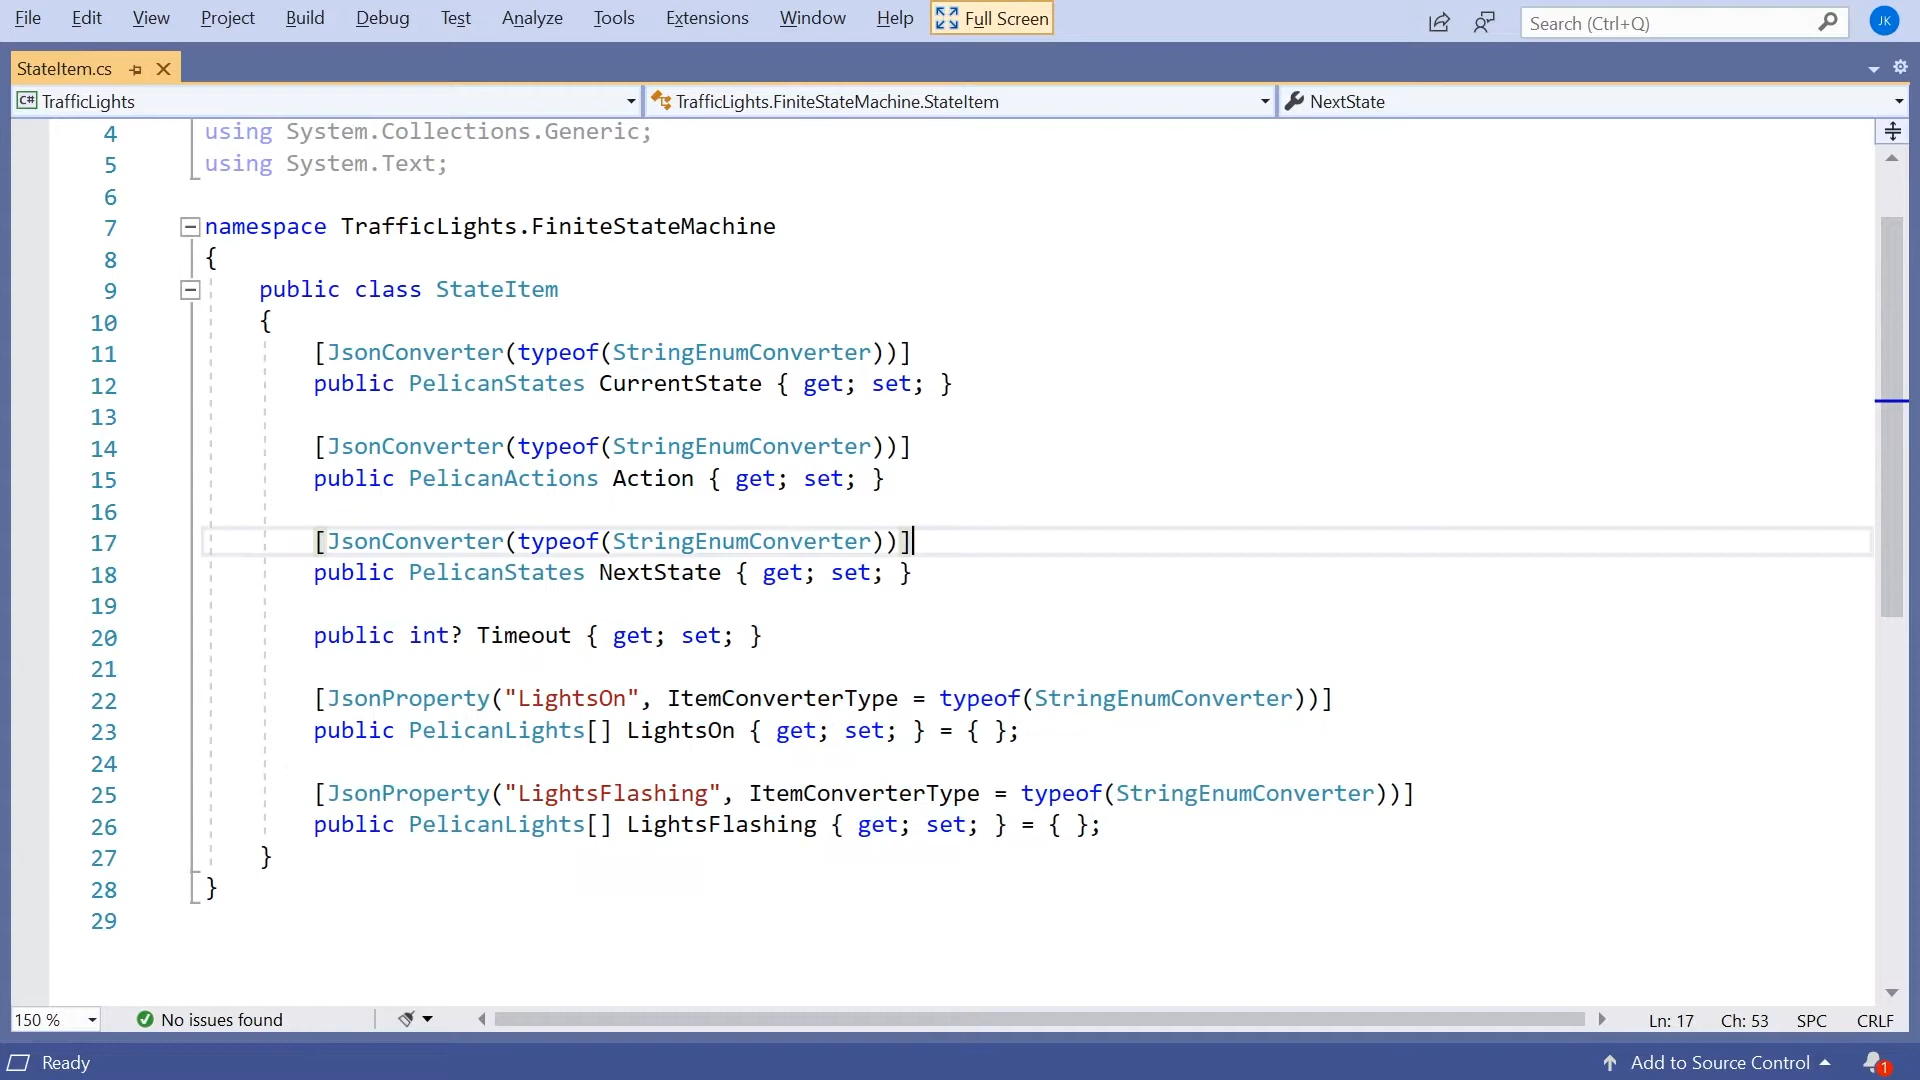 File Edit View Project Build Debug Test Analyze Tools Extensions Window Help Full Screen Search (Ctrl+Q) JK
StateItem.cs
C# TrafficLights TrafficLights.FiniteStateMachine.StateItem NextState
4 using System.Collections.Generic;
5 using System.Text;
6
7 namespace TrafficLights.FiniteStateMachine
8 {
9 public class StateItem
10 {
11 [JsonConverter(typeof(StringEnumConverter))]
12 public PelicanStates CurrentState { get; set; }
13
14 [JsonConverter(typeof(StringEnumConverter))]
15 public PelicanActions Action { get; set; }
16
17 [JsonConverter(typeof(StringEnumConverter))]
18 public PelicanStates NextState { get; set; }
19
20 public int? Timeout { get; set; }
21
22 [JsonProperty("LightsOn", ItemConverterType = typeof(StringEnumConverter))]
23 public PelicanLights[] LightsOn { get; set; } = { };
24
25 [JsonProperty("LightsFlashing", ItemConverterType = typeof(StringEnumConverter))]
26 public PelicanLights[] LightsFlashing { get; set; } = { };
27 }
28 }
29
150 % No issues found Ln: 17 Ch: 53 SPC CRLF
Ready Add to Source Control 1